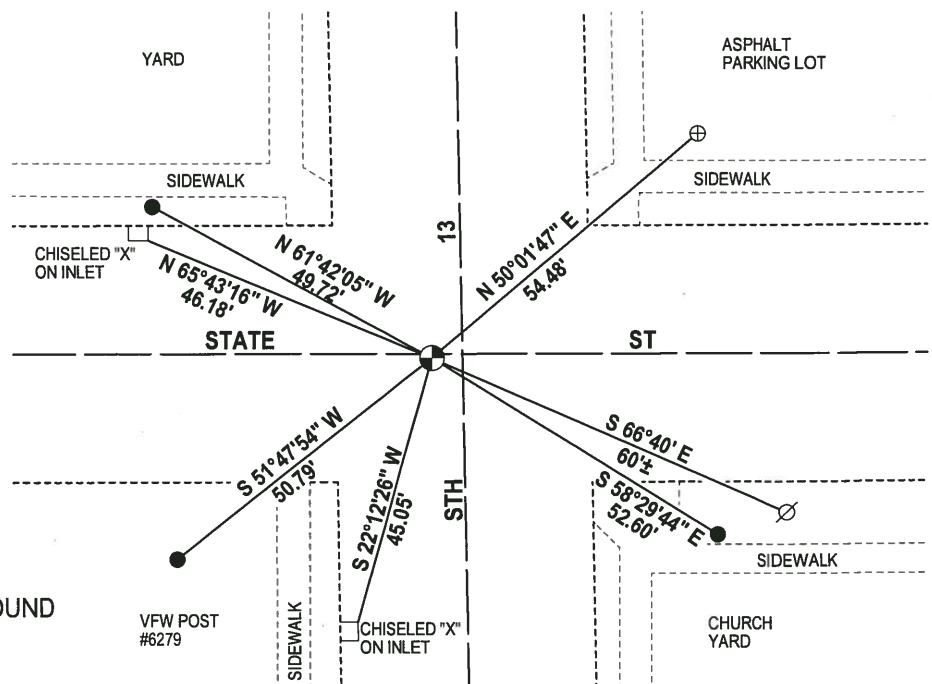 YARD
ASPHALT
PARKING LOT
SIDEWALK
SIDEWALK
CHISELED "X"
ON INLET
N 61°42'05" W
49.72'
N 65°43'16" W
46.18'
13
N 50°01'47" E
54.48'
STATE
ST
S 51°47'54" W
50.79'
S 22°12'26" W
45.05'
STH
S 66°40' E
60'±
S 58°29'44" E
52.60'
SIDEWALK
OUND
VFW POST
#6279
SIDEWALK
CHISELED "X"
ON INLET
CHURCH
YARD